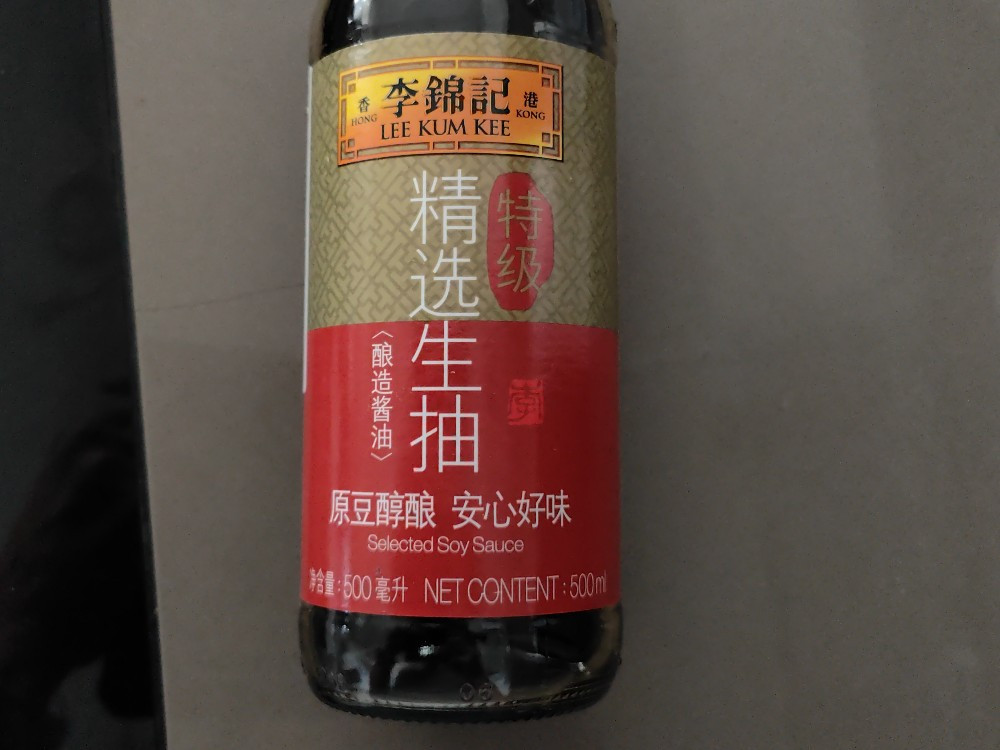 香 李錦記 港
HONG LEE KUM KEE KONG
特级
精选生抽
〈酿造酱油〉
李
原豆醇酿 安心好味
Selected Soy Sauce
净含量:500毫升 NET CONTENT:500ml